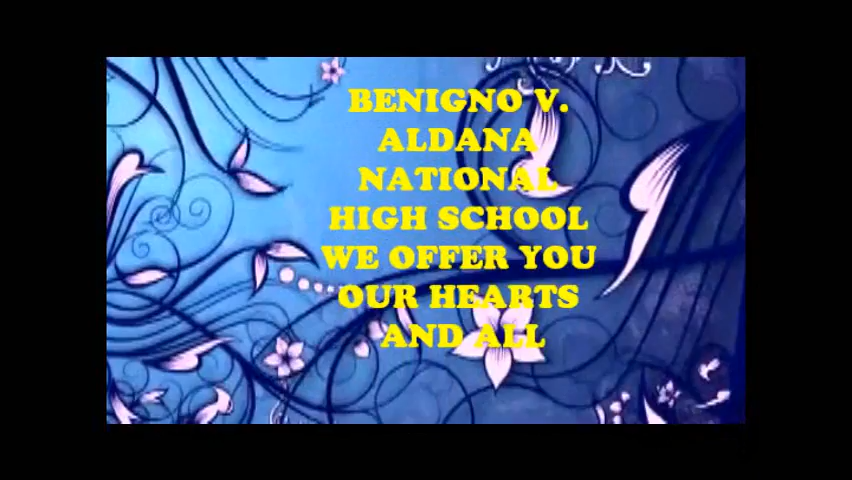 BENIGNO V.
ALDANA
NATIONAL
HIGH SCHOOL
WE OFFER YOU
OUR HEARTS
AND ALL